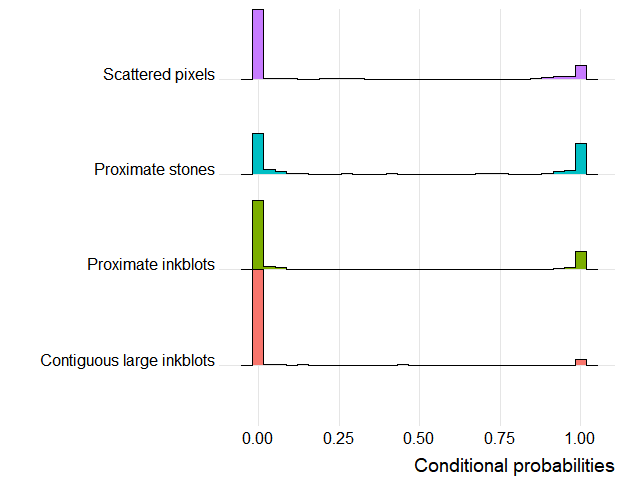 Scattered pixels
Proximate stones
Proximate inkblots
Contiguous large inkblots
0.00 0.25 0.50 0.75 1.00
Conditional probabilities